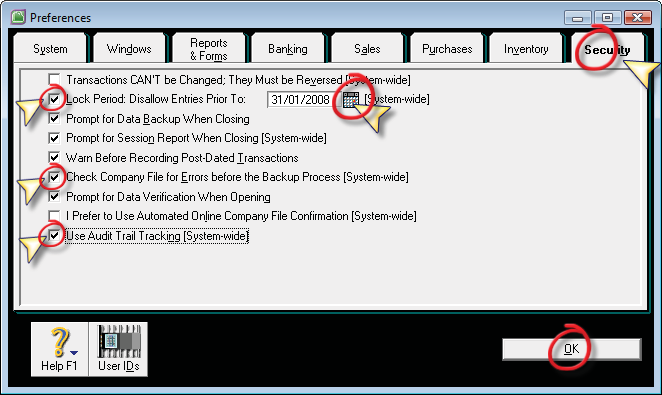 Preferences
System
Windows
Reports
& Forms
Banking
Sales
Purchases
Inventory
Security
Transactions CAN'T be Changed; They Must be Reversed [System-wide]
Lock Period: Disallow Entries Prior To: 31/01/2008 [System-wide]
Prompt for Data Backup When Closing
Prompt for Session Report When Closing [System-wide]
Warn Before Recording Post-Dated Transactions
Check Company File for Errors before the Backup Process [System-wide]
Prompt for Data Verification When Opening
I Prefer to Use Automated Online Company File Confirmation [System-wide]
Use Audit Trail Tracking [System-wide]
Help F1
User IDs
OK